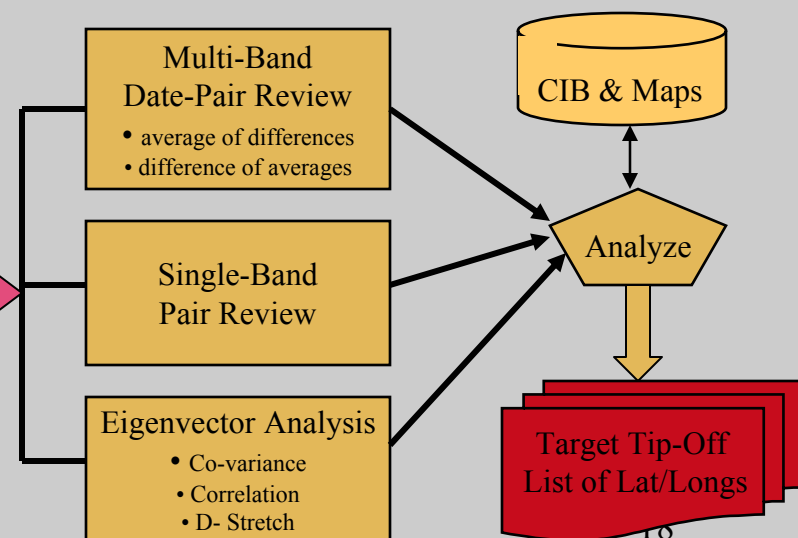 Multi-Band
Date-Pair Review
• average of differences
• difference of averages
Single-Band
Pair Review
Eigenvector Analysis
• Co-variance
• Correlation
• D- Stretch
CIB & Maps
Analyze
Target Tip-Off
List of Lat/Longs